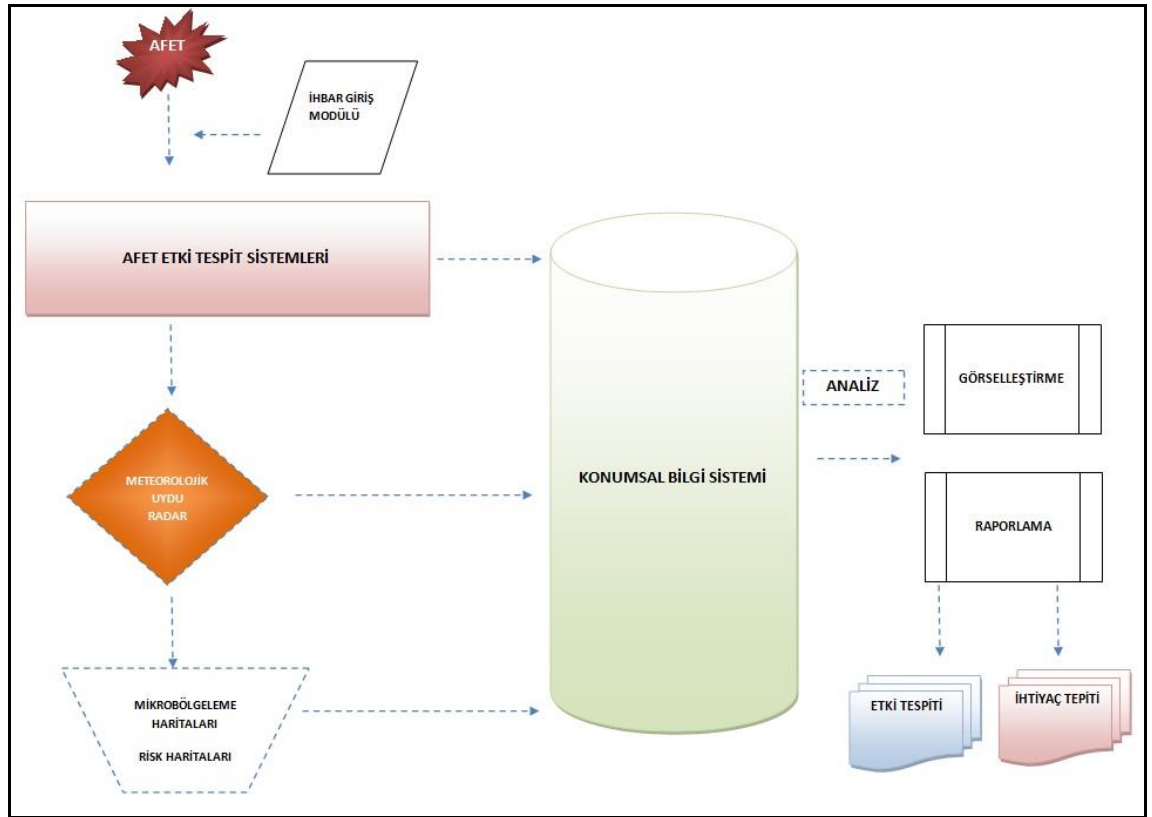 AFET
İHBAR GİRİŞ
MODÜLÜ
AFET ETKİ TESPİT SİSTEMLERİ
METEOROLOJİK
UYDU
RADAR
MİKROBÖLGELEME
HARİTALARI
RİSK HARİTALARI
KONUMSAL BİLGİ SİSTEMİ
ANALİZ
GÖRSELLEŞTİRME
RAPORLAMA
ETKİ TESPİTİ
İHTİYAÇ TEPİTİ